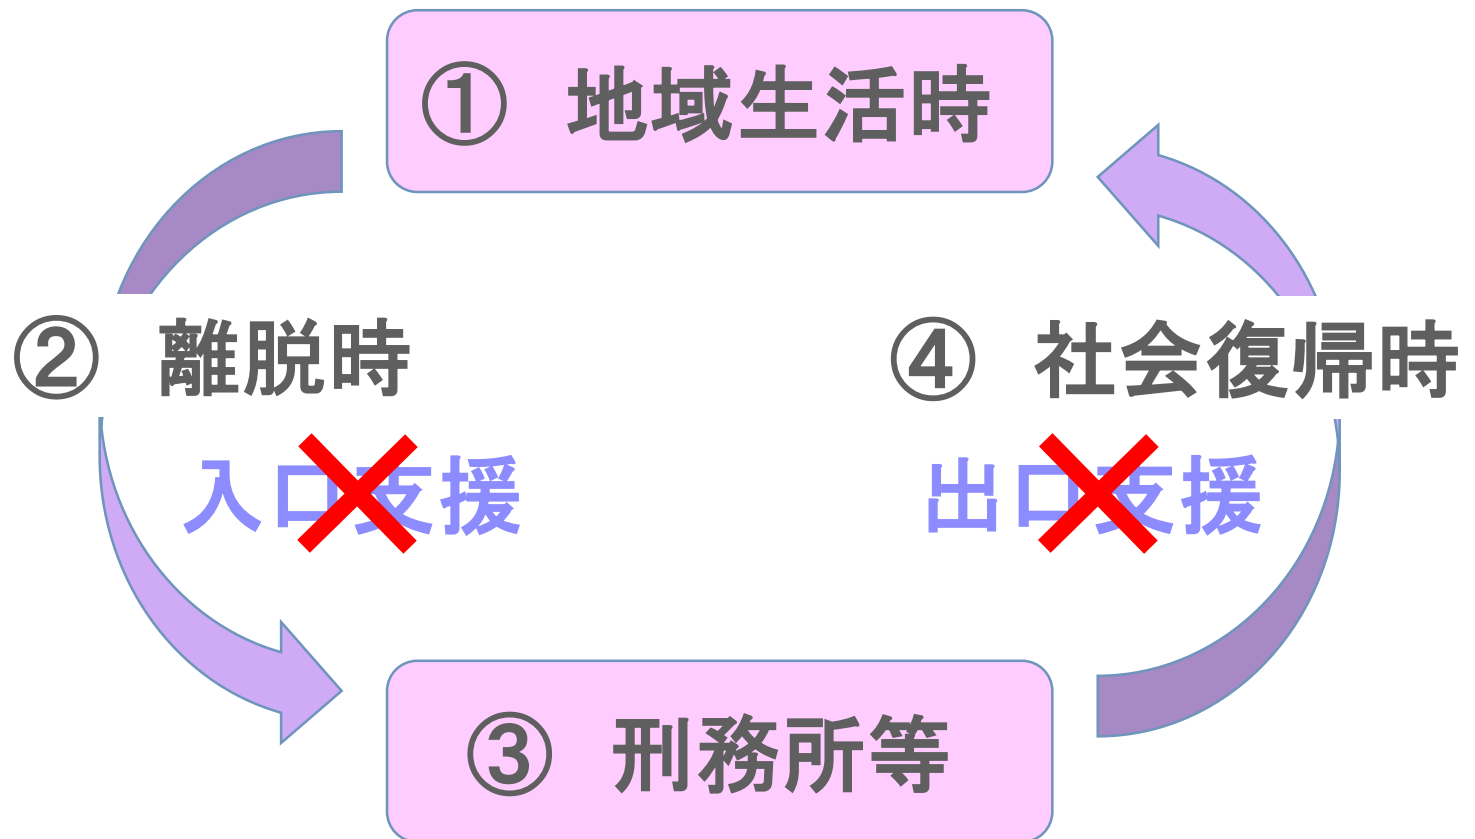 ① 地域生活時
② 離脱時
④ 社会復帰時
入口支援
出口支援
③ 刑務所等